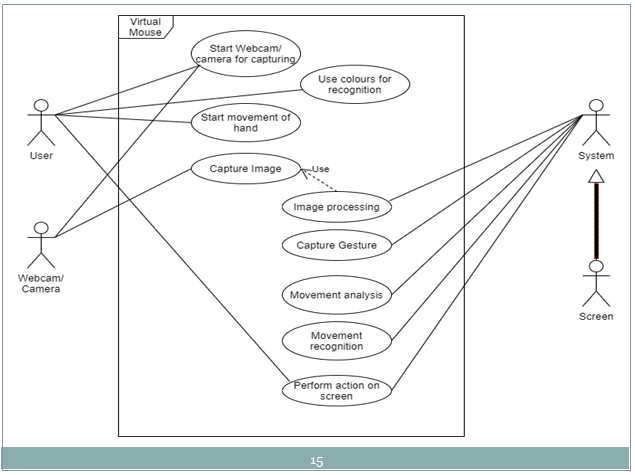 Virtual
Mouse
Start Webcam/
camera for capturing
Use colours for
recognition
Start movement of
hand
User
System
Capture Image
Use
Image processing
Capture Gesture
Webcam/
Camera
Movement analysis
Screen
Movement
recognition
Perform action on
screen
15